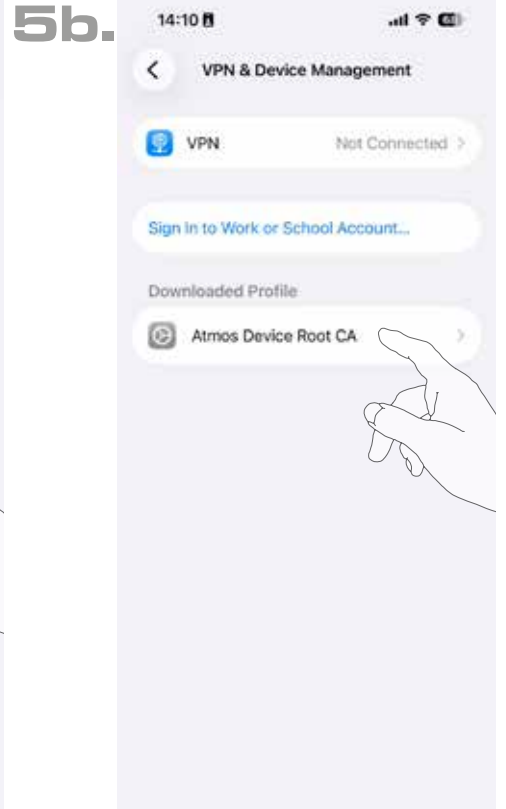 5b.
14:10
VPN & Device Management
VPN Not Connected
Sign In to Work or School Account...
Downloaded Profile
Atmos Device Root CA